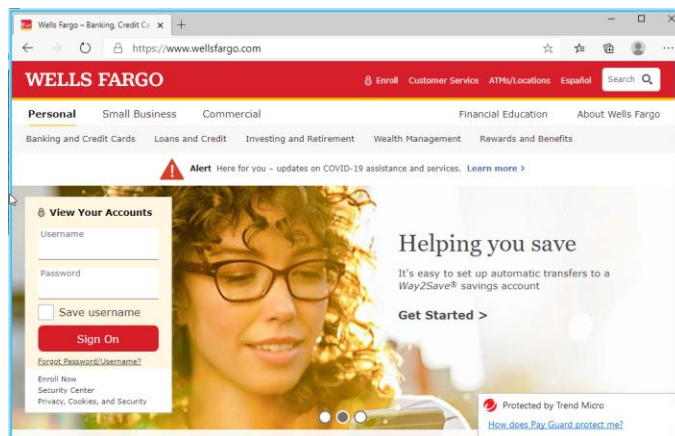 Wells Fargo – Banking, Credit Ca
https://www.wellsfargo.com
WELLS FARGO
Enroll Customer Service ATMs/Locations Español Search
Personal Small Business Commercial Financial Education About Wells Fargo
Banking and Credit Cards Loans and Credit Investing and Retirement Wealth Management Rewards and Benefits
Alert Here for you – updates on COVID-19 assistance and services. Learn more >
View Your Accounts
Username
Password
Save username
Sign On
Forgot Password/Username?
Enroll Now
Security Center
Privacy, Cookies, and Security
Helping you save
It's easy to set up automatic transfers to a
Way2Save® savings account
Get Started >
Protected by Trend Micro
How does Pay Guard protect me?